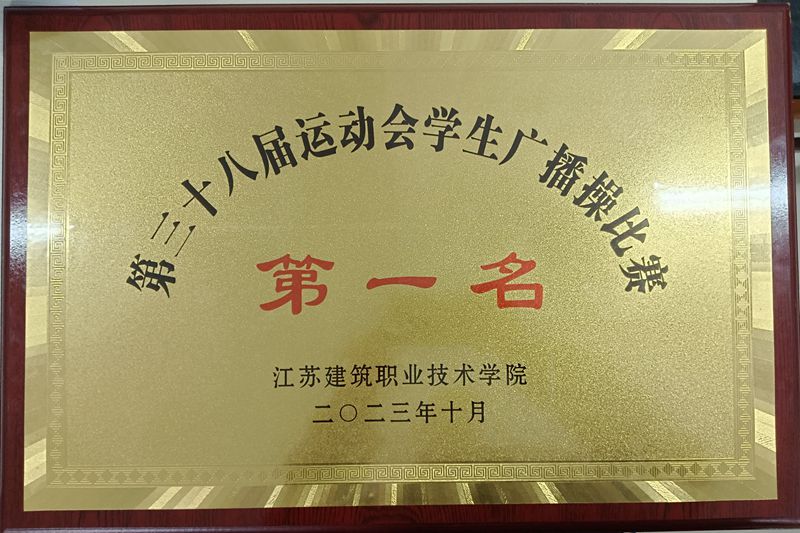 第三十八届运动会学生广播操比赛
第一名
江苏建筑职业技术学院
二〇二三年十月